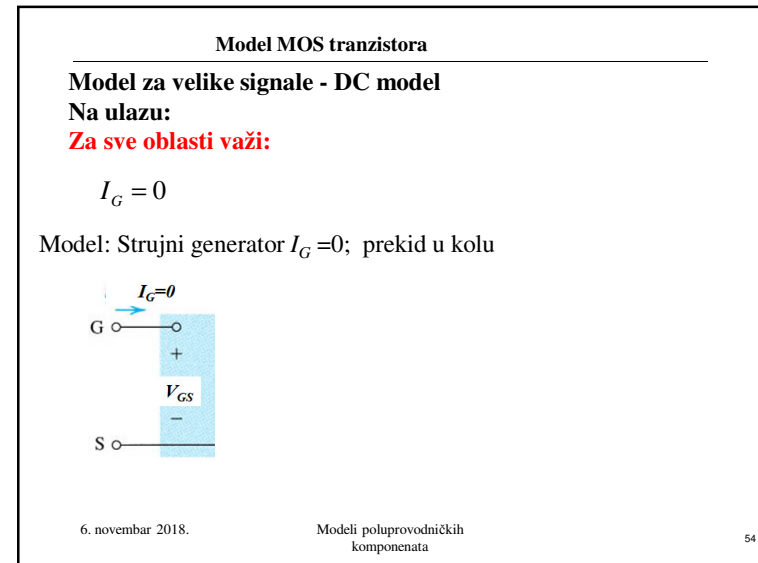 Model MOS tranzistora
Model za velike signale - DC model
Na ulazu:
Za sve oblasti važi:
I_G = 0
Model: Strujni generator I_G =0; prekid u kolu
I_G=0
G
+
V_GS
−
S
6. novembar 2018.
Modeli poluprovodničkih
komponenata
54